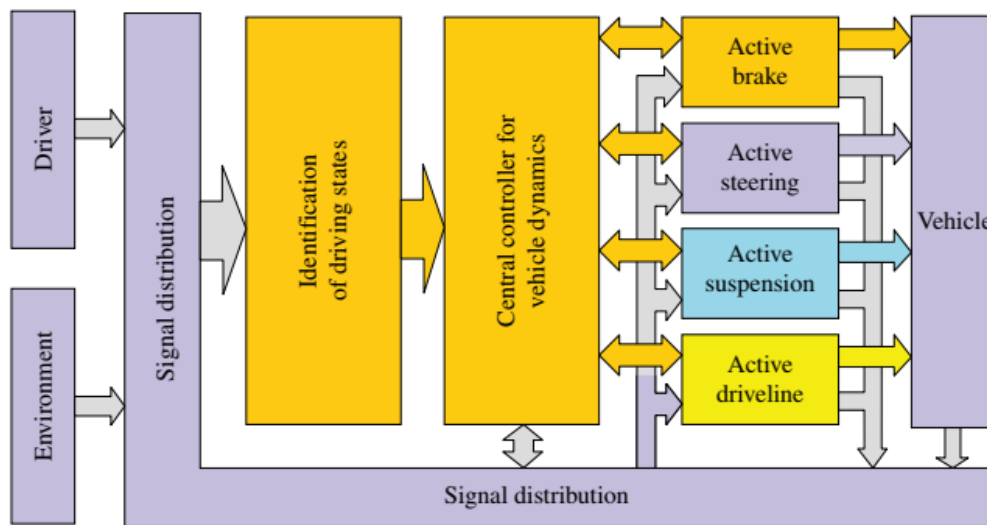 Driver
Environment
Signal distribution
Identification
of driving states
Central controller for
vehicle dynamics
Active
brake
Active
steering
Active
suspension
Active
driveline
Vehicle
Signal distribution